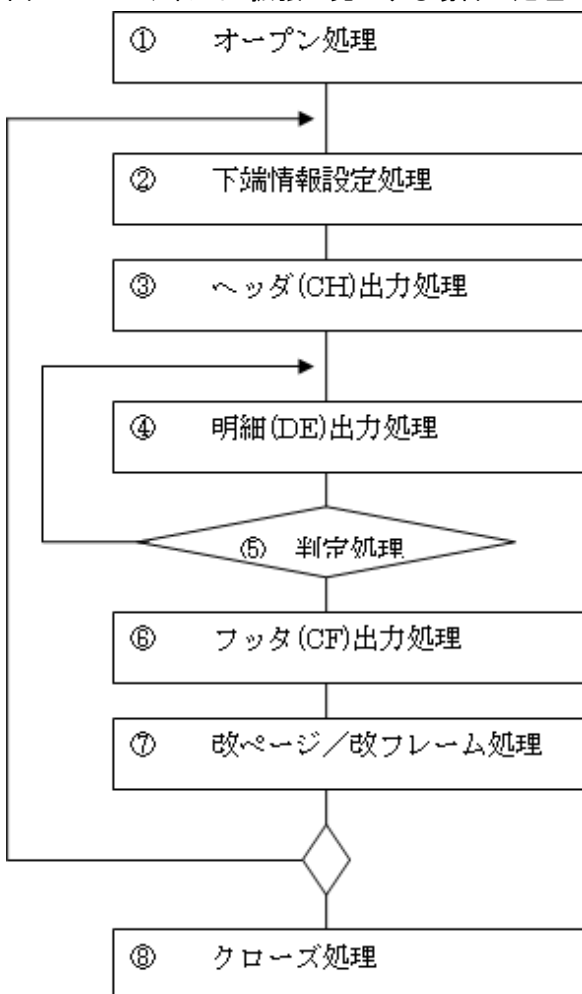 ① オープン処理
② 下端情報設定処理
③ ヘッダ(CH)出力処理
④ 明細(DE)出力処理
⑤ 判定処理
⑥ フッタ(CF)出力処理
⑦ 改ページ／改フレーム処理
⑧ クローズ処理